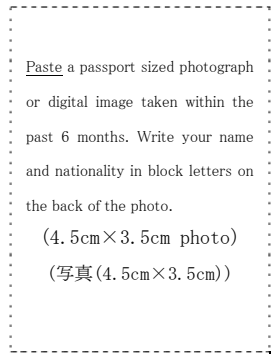 Paste a passport sized photograph
or digital image taken within the
past 6 months. Write your name
and nationality in block letters on
the back of the photo.
(4.5cm×3.5cm photo)
(写真(4.5cm×3.5cm))